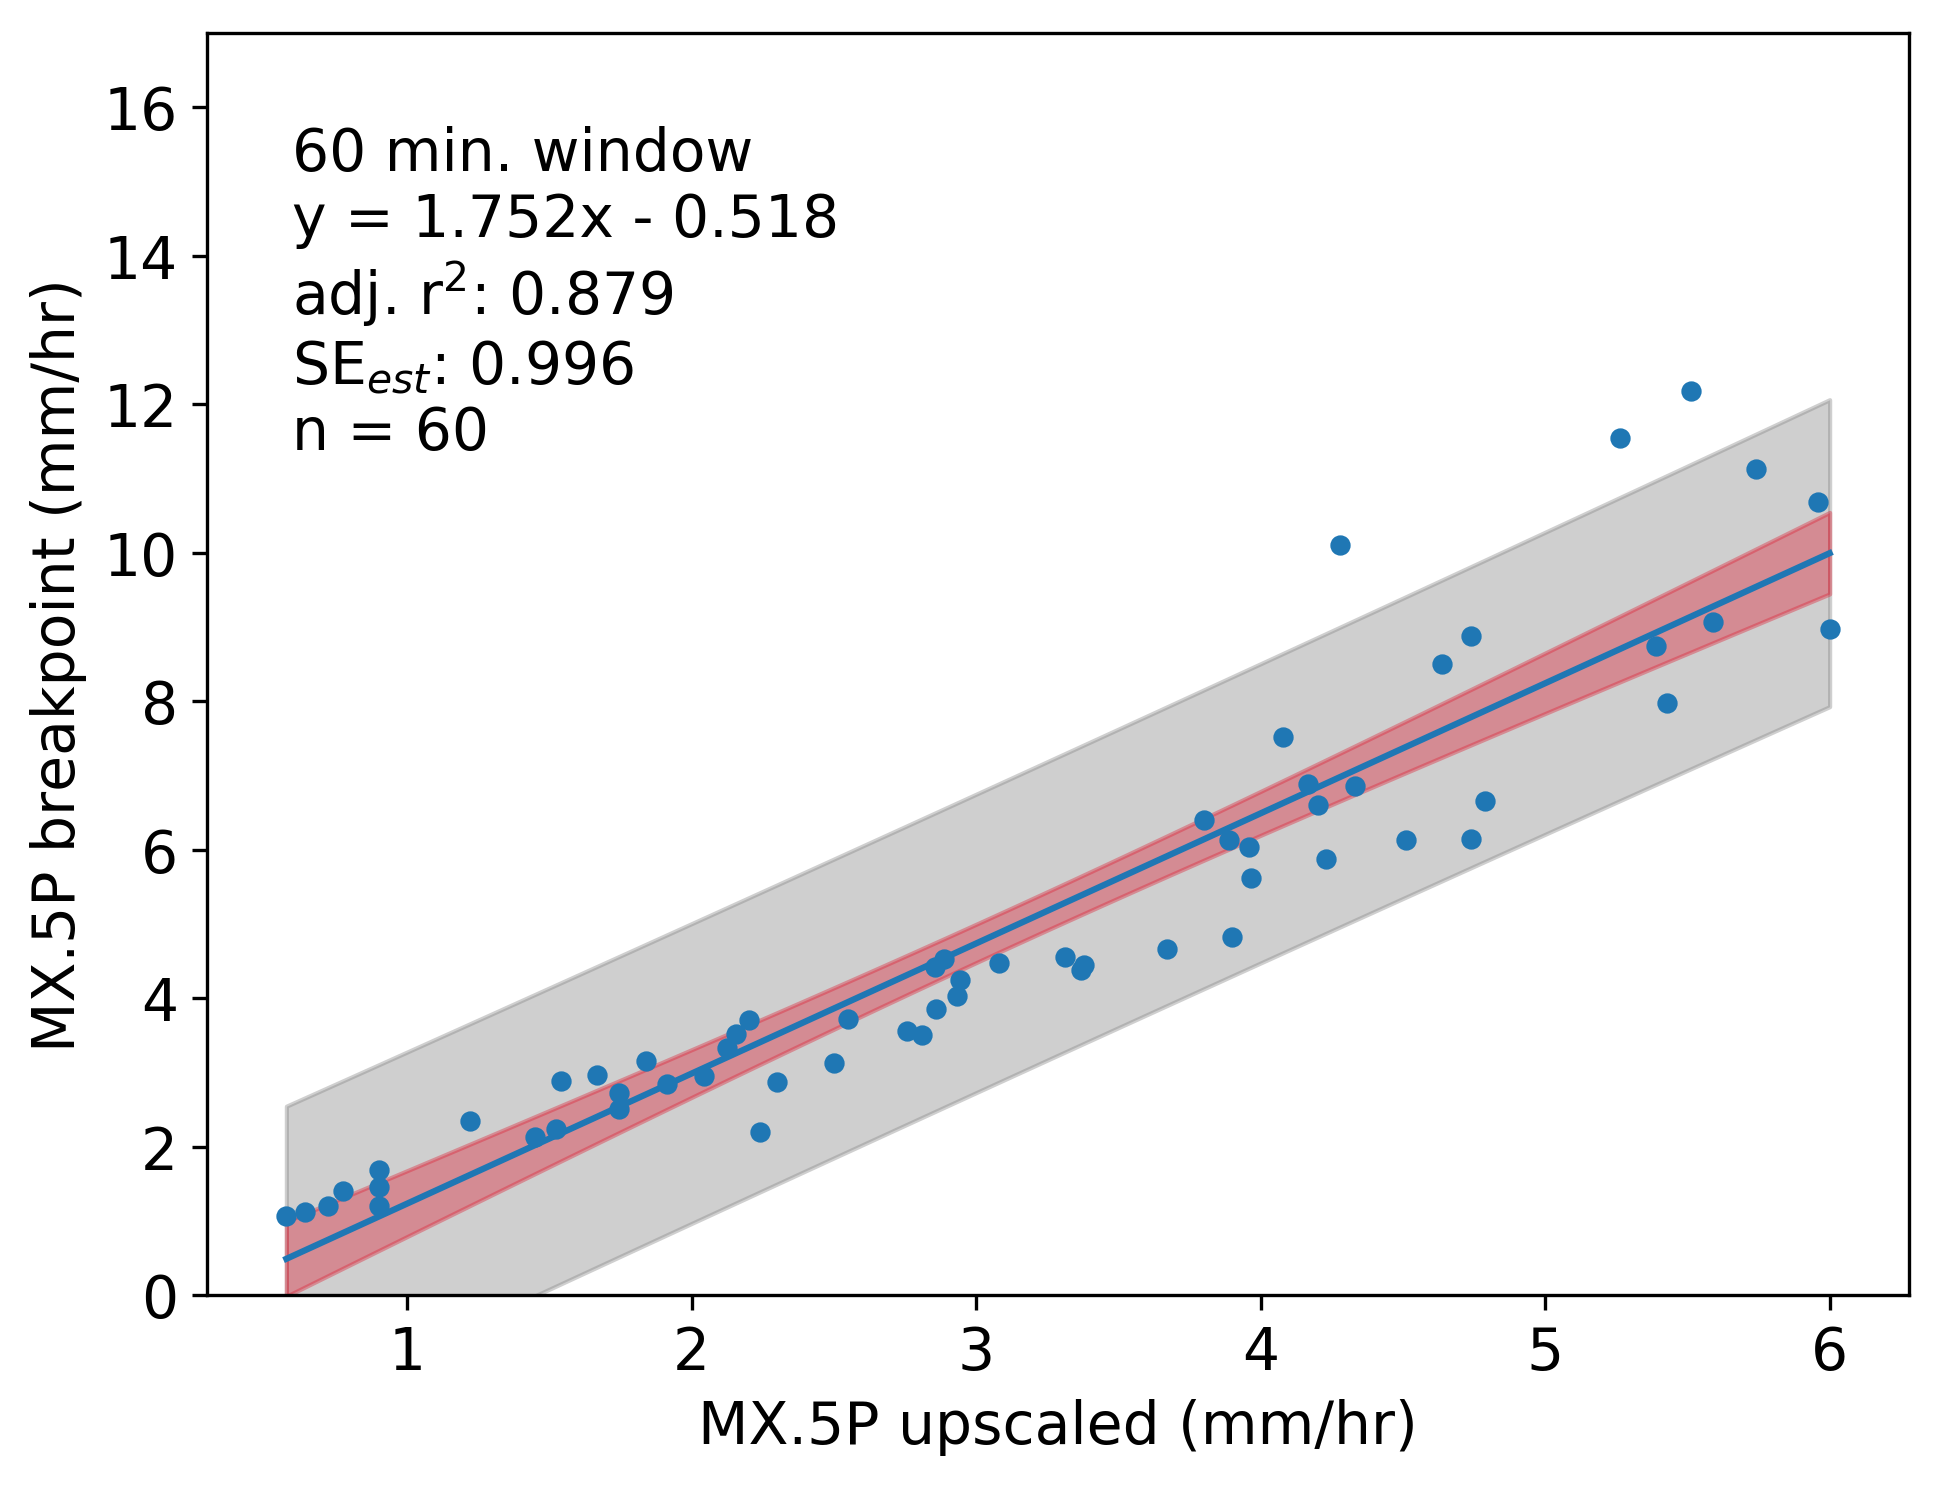 60 min. window
y = 1.752x - 0.518
adj. r²: 0.879
SEest: 0.996
n = 60
MX.5P breakpoint (mm/hr)
16
14
12
10
8
6
4
2
0
1 2 3 4 5 6
MX.5P upscaled (mm/hr)